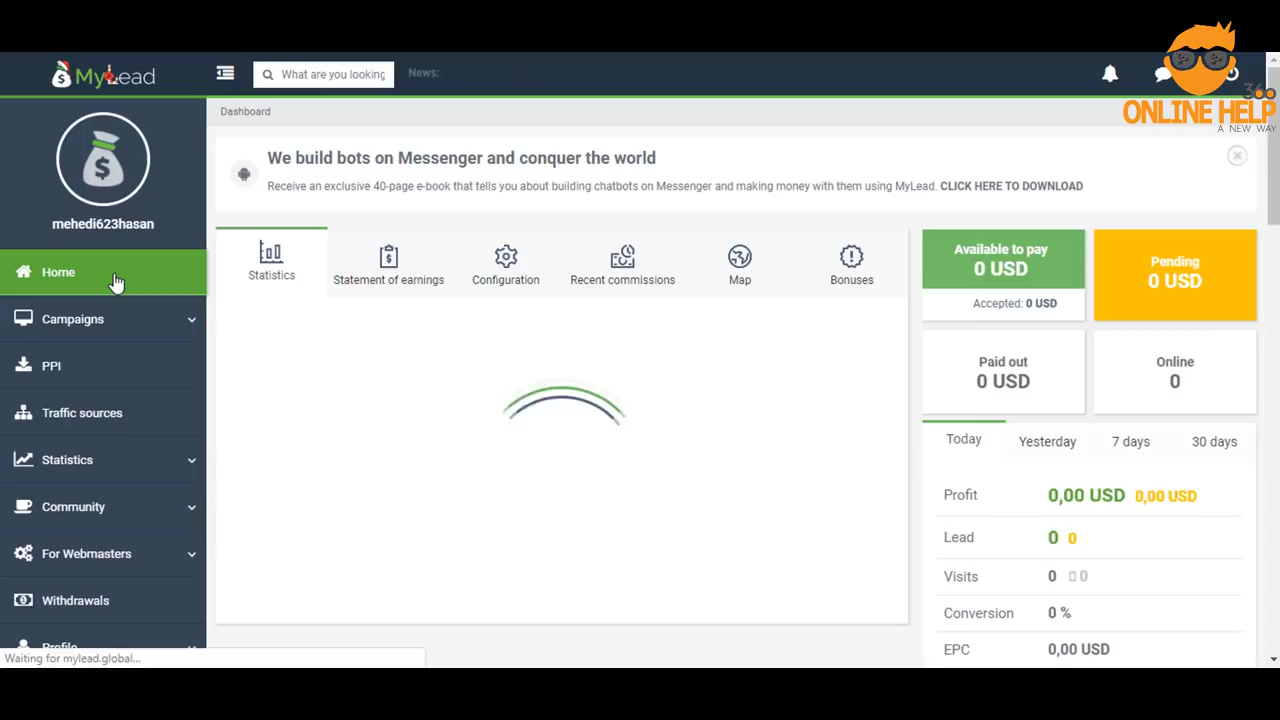 MyLead
What are you looking
News:
360
ONLINE HELP
A NEW WAY
mehedi623hasan
Home
Campaigns
PPI
Traffic sources
Statistics
Community
For Webmasters
Withdrawals
Profile
Waiting for mylead.global...
Dashboard
We build bots on Messenger and conquer the world
Receive an exclusive 40-page e-book that tells you about building chatbots on Messenger and making money with them using MyLead. CLICK HERE TO DOWNLOAD
Statistics
Statement of earnings
Configuration
Recent commissions
Map
Bonuses
Available to pay
0 USD
Accepted: 0 USD
Pending
0 USD
Paid out
0 USD
Online
0
Today Yesterday 7 days 30 days
Profit 0,00 USD 0,00 USD
Lead 0 0
Visits 0 0
Conversion 0 %
EPC 0,00 USD